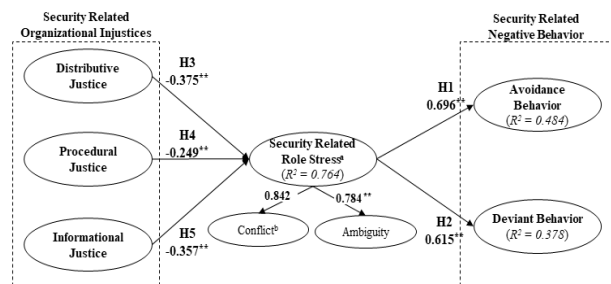 Security Related
Organizational Injustices
Security Related
Negative Behavior
Distributive
Justice
H3
-0.375**
H1
0.696**
Avoidance
Behavior
(R² = 0.484)
Procedural
Justice
H4
-0.249**
Security Related
Role Stressᵃ
(R² = 0.764)
0.842
0.784**
Conflictᵇ
Ambiguity
Informational
Justice
H5
-0.357**
H2
0.615**
Deviant Behavior
(R² = 0.378)